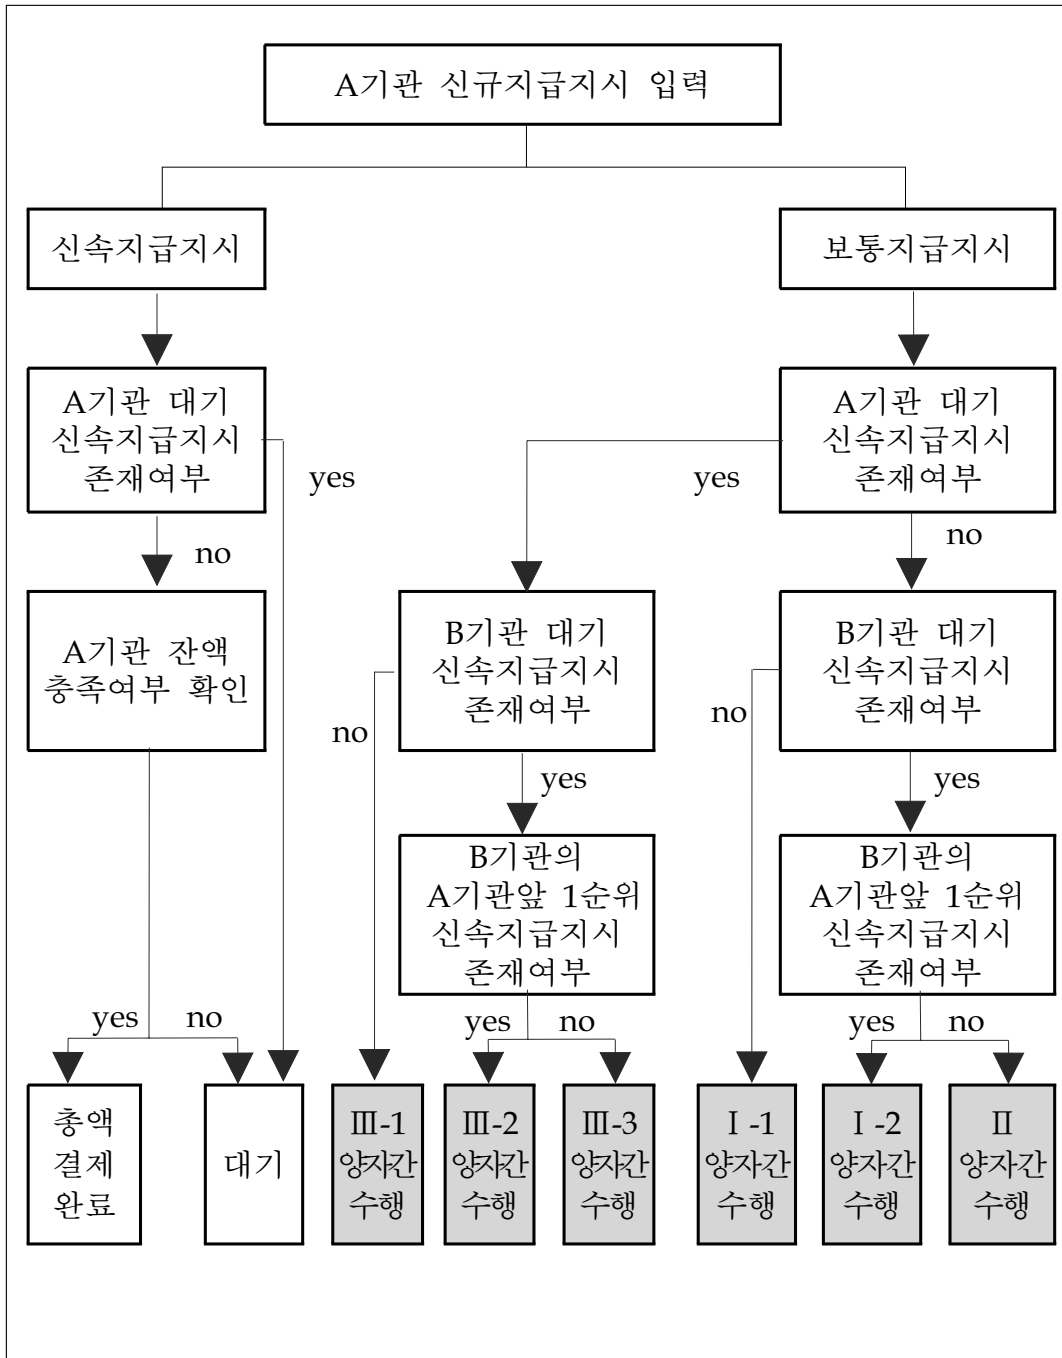 A기관 신규지급지시 입력
신속지급지시
보통지급지시
A기관 대기
신속지급지시
존재여부
yes
no
A기관 대기
신속지급지시
존재여부
yes
no
A기관 잔액
충족여부 확인
B기관 대기
신속지급지시
존재여부
no
yes
B기관 대기
신속지급지시
존재여부
no
yes
B기관의
A기관앞 1순위
신속지급지시
존재여부
B기관의
A기관앞 1순위
신속지급지시
존재여부
yes
no
yes
no
yes
no
총액
결제
완료
대기
Ⅲ-1
양자간
수행
Ⅲ-2
양자간
수행
Ⅲ-3
양자간
수행
Ⅰ-1
양자간
수행
Ⅰ-2
양자간
수행
Ⅱ
양자간
수행